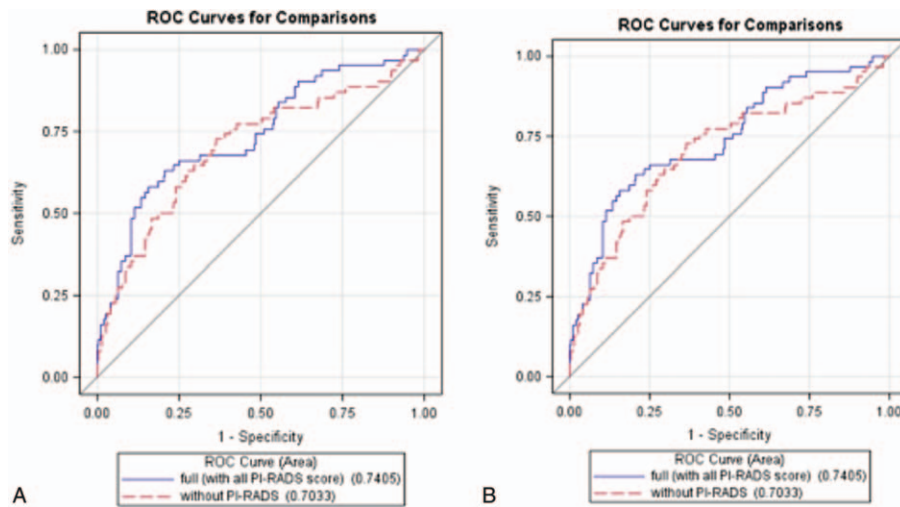 ROC Curves for Comparisons
1.00
0.75
0.50
0.25
0.00
Sensitivity
0.00 0.25 0.50 0.75 1.00
1 - Specificity
ROC Curve (Area)
full (with all PI-RADS score) (0.7405)
without PI-RADS (0.7033)
A
ROC Curves for Comparisons
1.00
0.75
0.50
0.25
0.00
Sensitivity
0.00 0.25 0.50 0.75 1.00
1 - Specificity
ROC Curve (Area)
full (with all PI-RADS score) (0.7405)
without PI-RADS (0.7033)
B